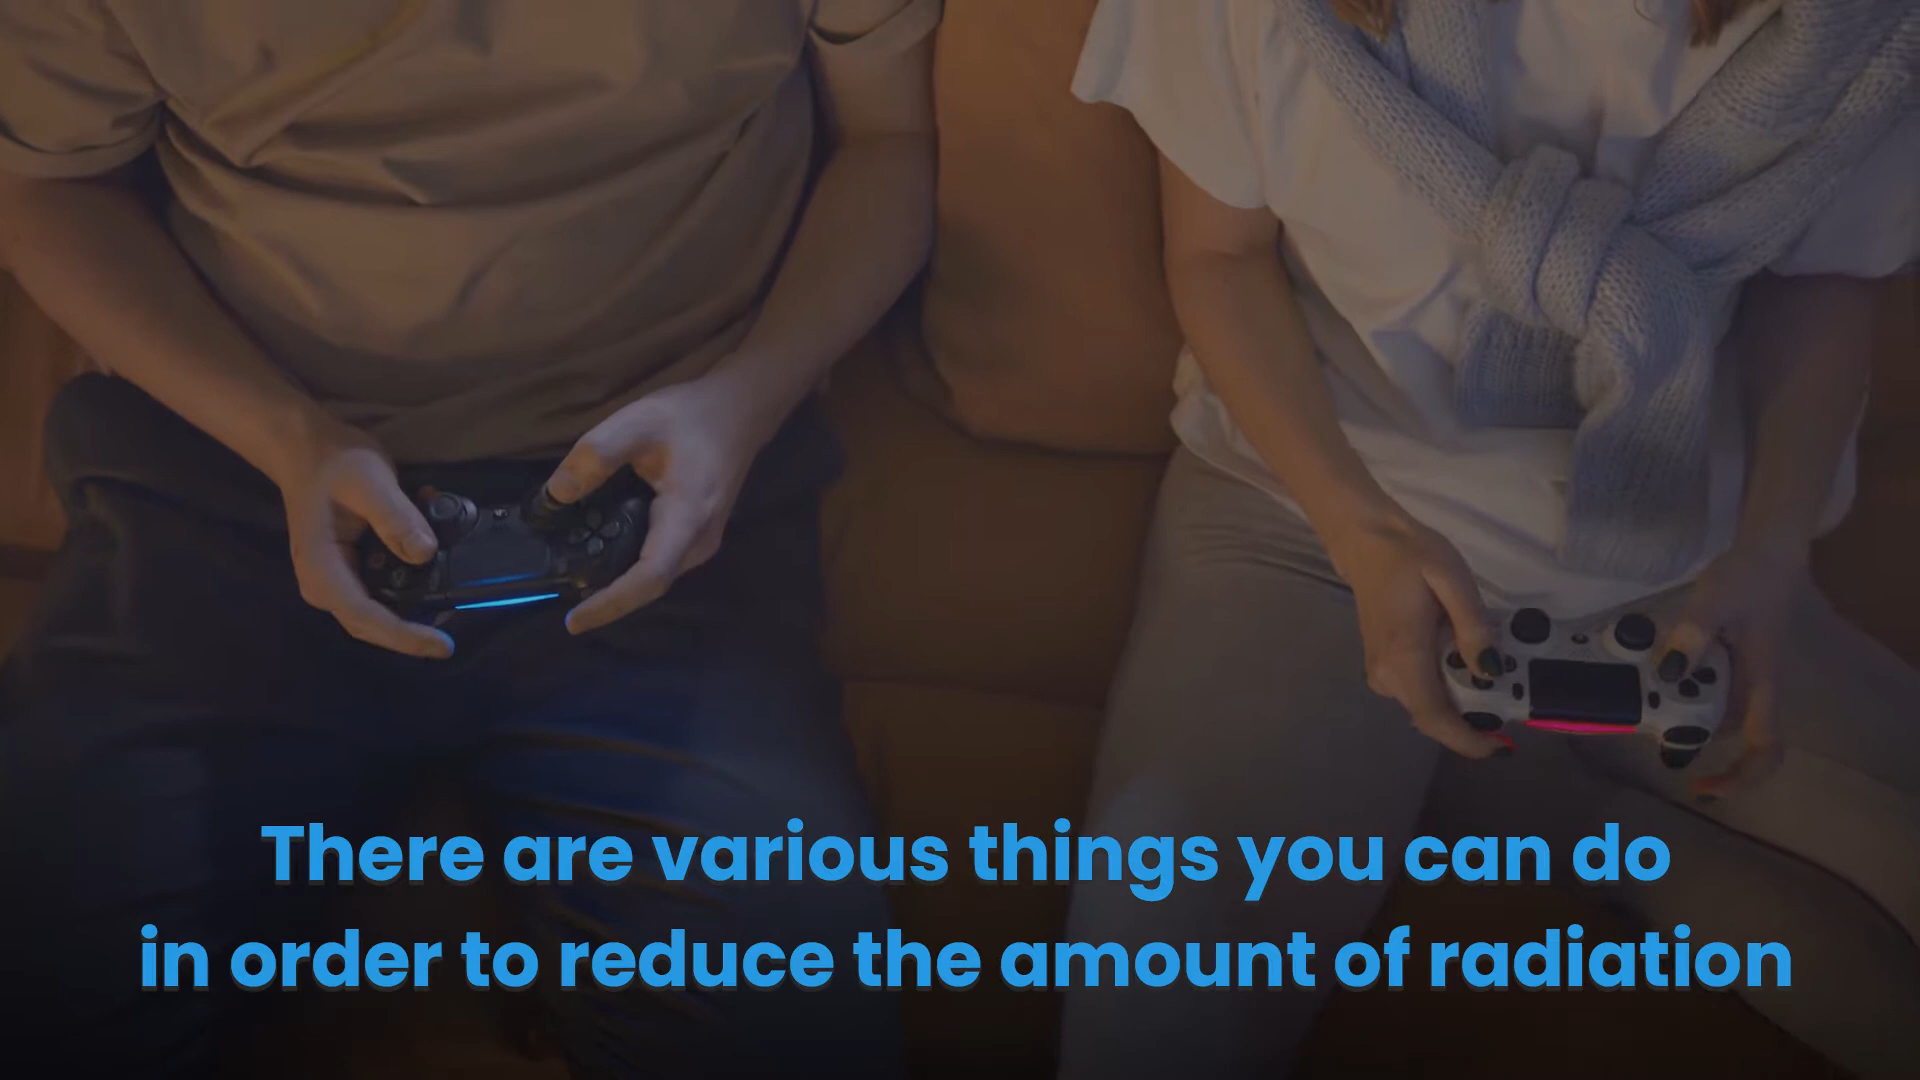 There are various things you can do
in order to reduce the amount of radiation